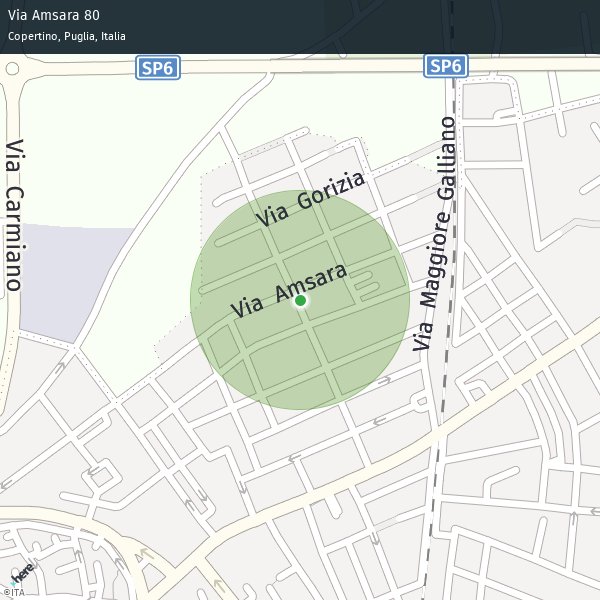 Via Amsara 80
Copertino, Puglia, Italia
SP6
SP6
Via Carmiano
Via Gorizia
Via Maggiore Galliano
Via Amsara
here
©ITA